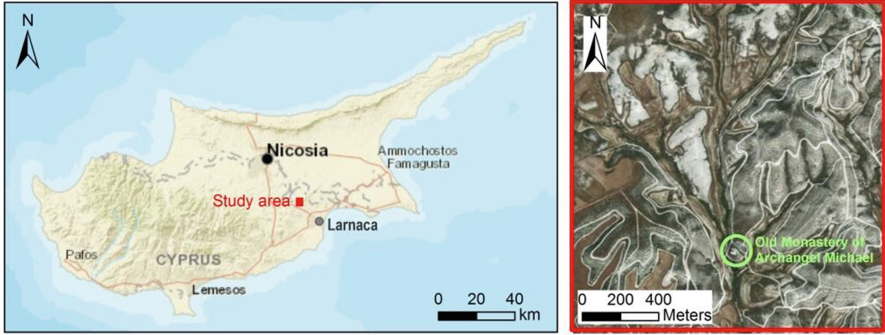 N
Nicosia
Ammochostos
Famagusta
Study area
Larnaca
Pafos
CYPRUS
Lemesos
0 20 40
km
N
Old Monastery of
Archangel Michael
0 200 400
Meters